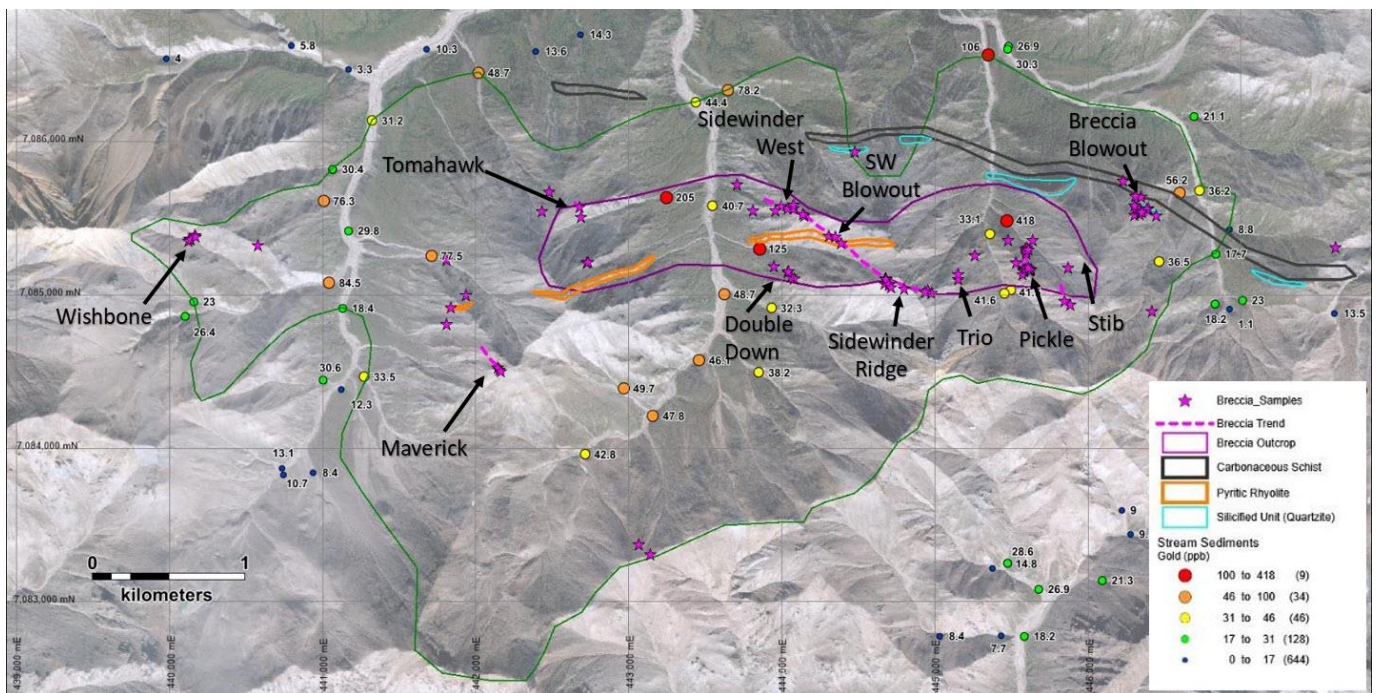 14.3
5.8
10.3
13.6
4
3.3
106
26.9
30.3
48.7
78.2
44.4
31.2
21.1
7,086,000 mN
Sidewinder
West
SW
Blowout
Breccia
Blowout
Tomahawk
30.4
76.3
205
40.7
56.2
36.2
33.1
418
29.8
8.8
77.5
125
17.7
84.5
36.5
7,085,000 mN
Wishbone
23
26.4
18.4
48.7
32.3
41.6
41.
18.2
23
1.1
13.5
Double
Down
Sidewinder
Ridge
Trio
Pickle
Stib
46.1
38.2
30.6
33.5
12.3
49.7
47.8
Maverick
7,084,000 mN
42.8
13.1
10.7
8.4
9
9.
28.6
14.8
26.9
21.3
7,083,000 mN
8.4
7.7
18.2
0
1
kilometers
439,000 mE
440,000 mE
441,000 mE
442,000 mE
443,000 mE
444,000 mE
445,000 mE
446,000 mE
Breccia_Samples
Breccia Trend
Breccia Outcrop
Carbonaceous Schist
Pyritic Rhyolite
Silicified Unit (Quartzite)
Stream Sediments
Gold (ppb)
100 to 418 (9)
46 to 100 (34)
31 to 46 (46)
17 to 31 (128)
0 to 17 (644)